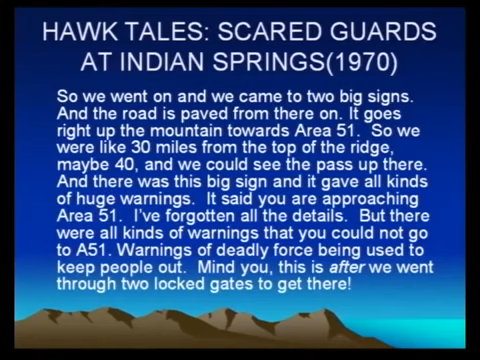 HAWK TALES: SCARED GUARDS
AT INDIAN SPRINGS(1970)
So we went on and we came to two big signs.
And the road is paved from there on. It goes
right up the mountain towards Area 51.  So we
were like 30 miles from the top of the ridge,
maybe 40, and we could see the pass up there.
And there was this big sign and it gave all kinds
of huge warnings.  It said you are approaching
Area 51.  I've forgotten all the details.  But there
were all kinds of warnings that you could not go
to A51. Warnings of deadly force being used to
keep people out.  Mind you, this is after we went
through two locked gates to get there!